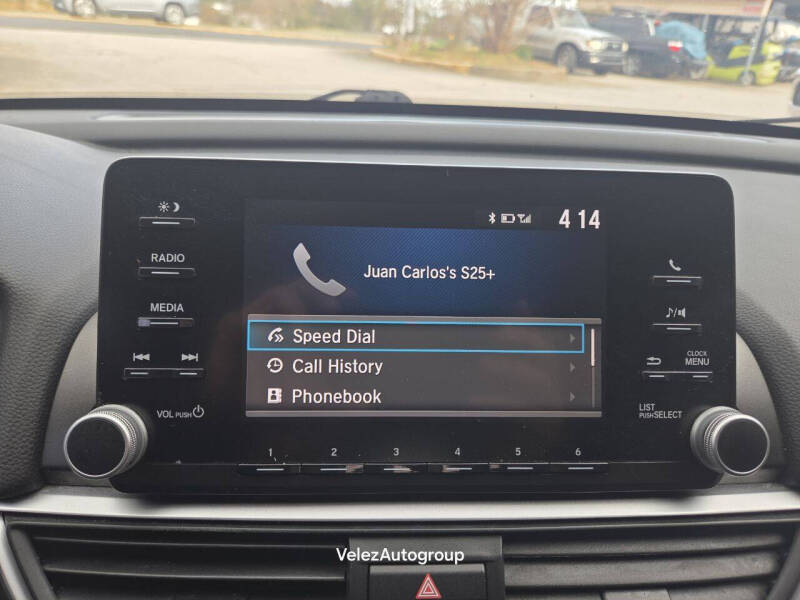 4 14
RADIO
Juan Carlos's S25+
MEDIA
Speed Dial
Call History
Phonebook
CLOCK
MENU
VOL PUSH
LIST
PUSH SELECT
1 2 3 4 5 6
VelezAutogroup